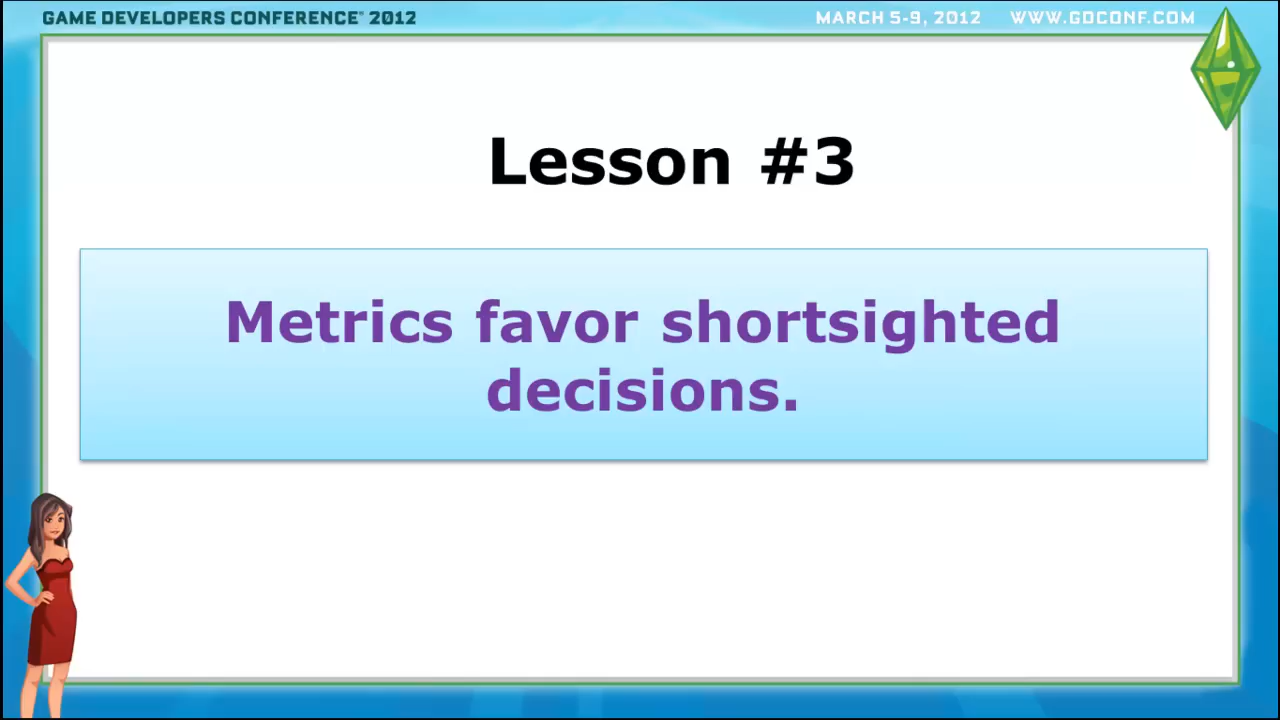 GAME DEVELOPERS CONFERENCE® 2012
MARCH 5-9, 2012 WWW.GDCONF.COM
Lesson #3
Metrics favor shortsighted
decisions.